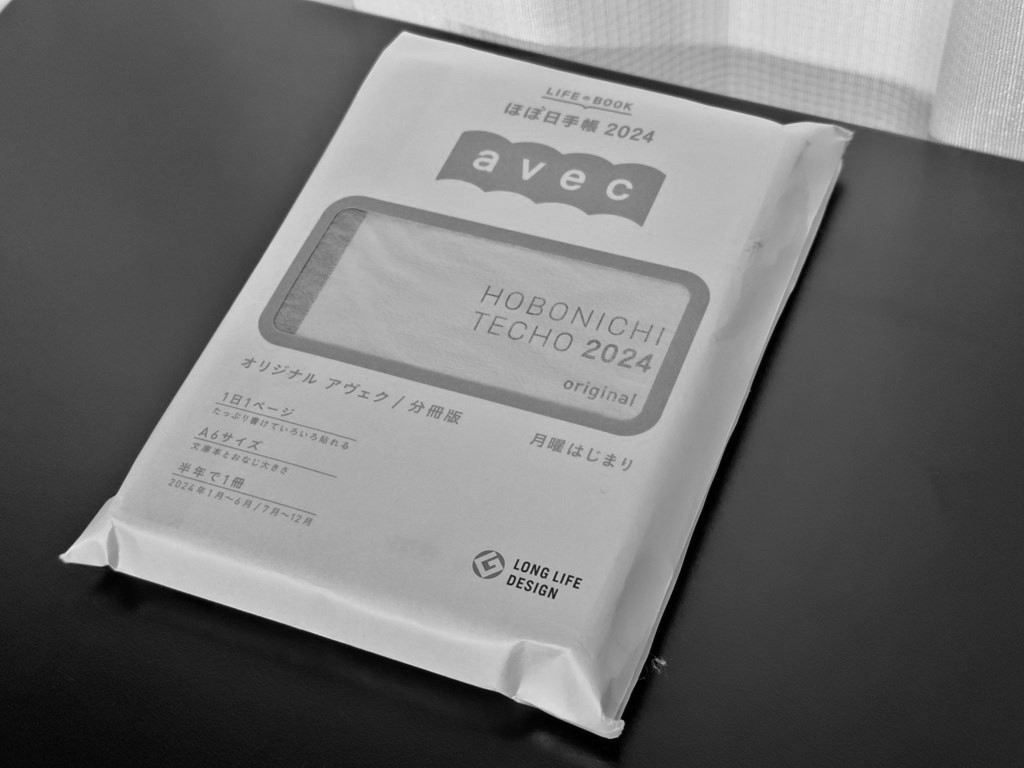 LIFEのBOOK
ほぼ日手帳 2024
avec
HOBONICHI
TECHO 2024
original
オリジナル アヴェク / 分冊版
月曜はじまり
1日1ページ
たっぷり書けていろいろ貼れる
A6サイズ
文庫本とおなじ大きさ
半年で1冊
2024年1月〜6月 / 7月〜12月
LONG LIFE
DESIGN